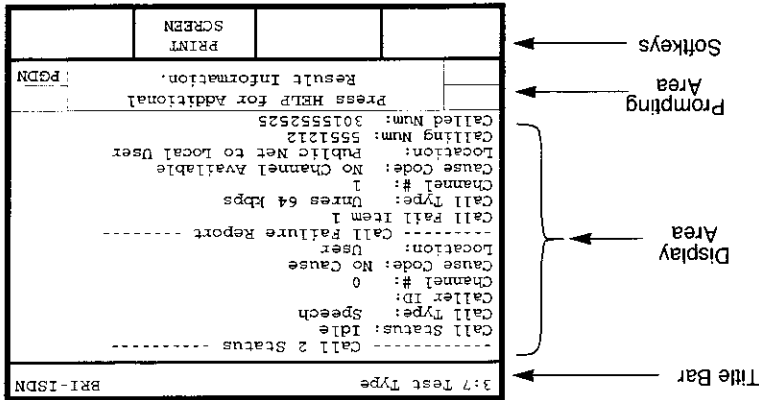 Title Bar
3:7 Test Type BRI-ISDN
---------- Call 2 Status ----------
Call Status: Idle
Call Type: Speech
Caller ID:
Channel #: 0
Cause Code: No Cause
Location: User
--------- Call Failure Report --------
Call Fail Item 1
Call Type: Unres 64 kbps
Channel #: 1
Cause Code: No Channel Available
Location: Public Net to Local User
Calling Num: 5551212
Called Num: 3015552525
Display
Area
Prompting
Area
Press HELP for Additional
Result Information.
PGDN
Softkeys
PRINT
SCREEN